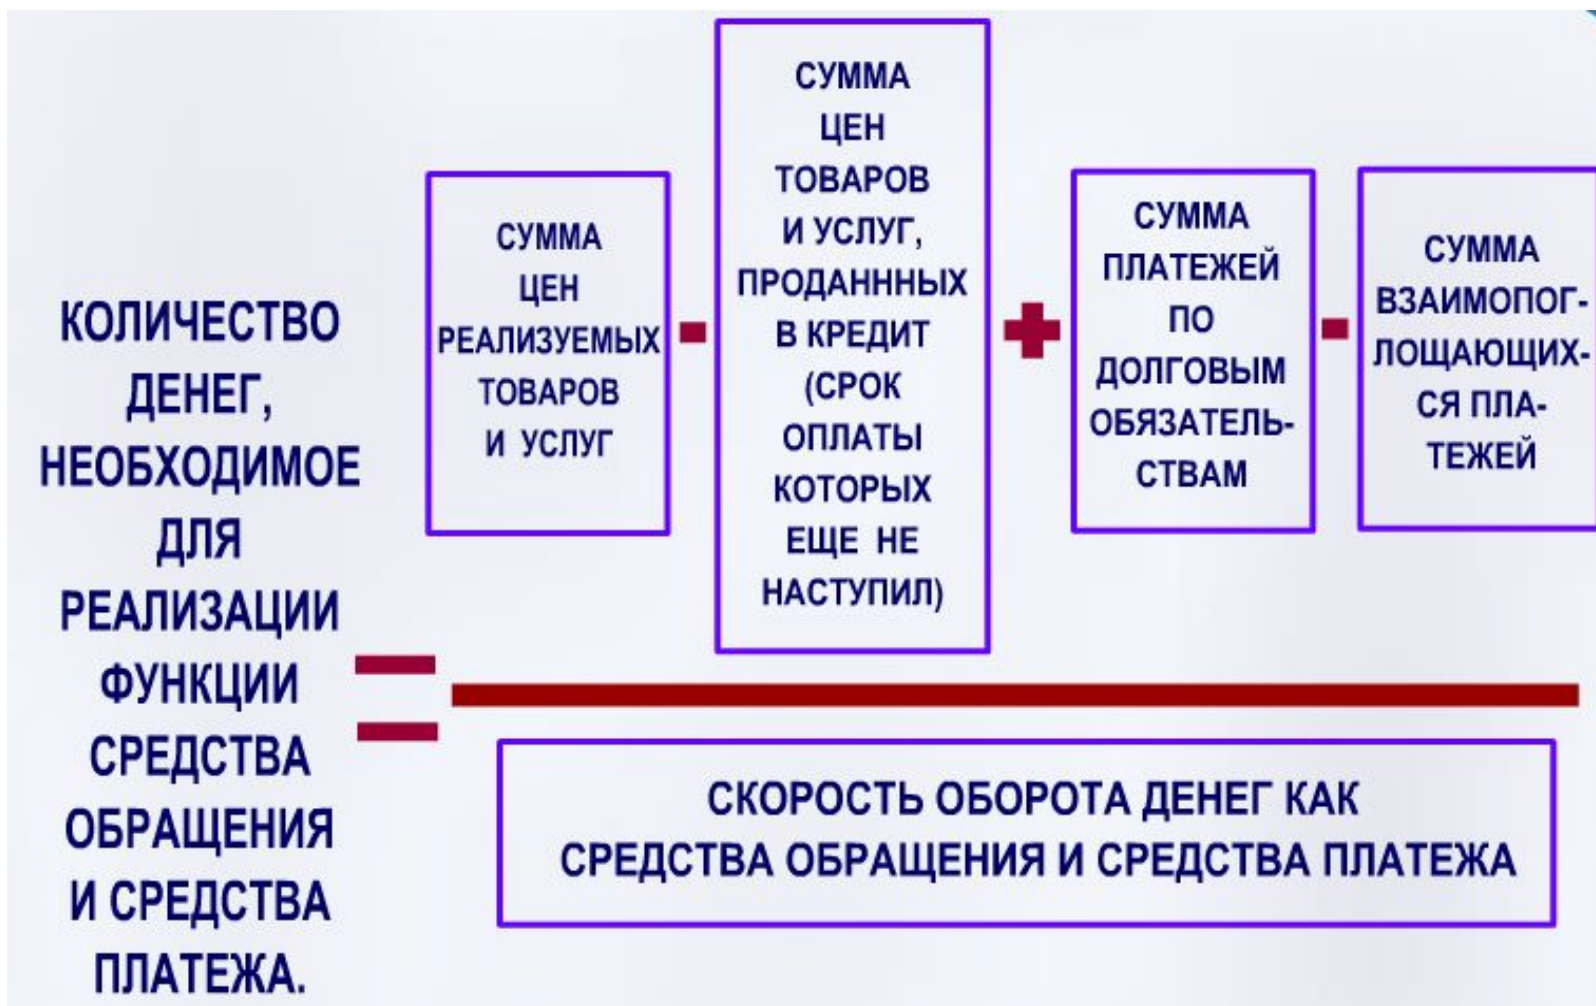 КОЛИЧЕСТВО
ДЕНЕГ,
НЕОБХОДИМОЕ
ДЛЯ
РЕАЛИЗАЦИИ
ФУНКЦИИ
СРЕДСТВА
ОБРАЩЕНИЯ
И СРЕДСТВА
ПЛАТЕЖА.
=
СУММА
ЦЕН
РЕАЛИЗУЕМЫХ
ТОВАРОВ
И УСЛУГ
-
СУММА
ЦЕН
ТОВАРОВ
И УСЛУГ,
ПРОДАНННЫХ
В КРЕДИТ
(СРОК
ОПЛАТЫ
КОТОРЫХ
ЕЩЕ НЕ
НАСТУПИЛ)
+
СУММА
ПЛАТЕЖЕЙ
ПО
ДОЛГОВЫМ
ОБЯЗАТЕЛЬ-
СТВАМ
-
СУММА
ВЗАИМОПОГ-
ЛОЩАЮЩИХ-
СЯ ПЛА-
ТЕЖЕЙ
СКОРОСТЬ ОБОРОТА ДЕНЕГ КАК
СРЕДСТВА ОБРАЩЕНИЯ И СРЕДСТВА ПЛАТЕЖА